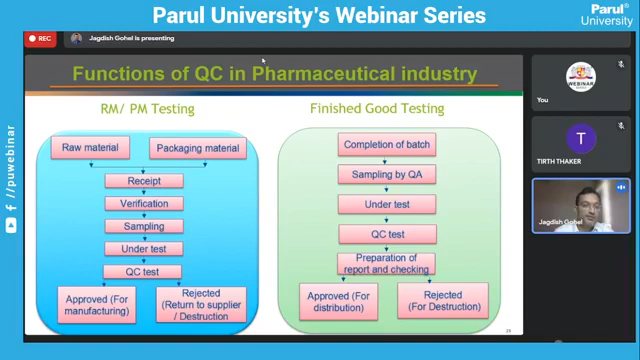 Parul University's Webinar Series
Parul®
University
REC
Jagdish Gohel is presenting
Functions of QC in Pharmaceutical industry
RM/ PM Testing
Raw material
Packaging material
Receipt
Verification
Sampling
Under test
QC test
Approved (For
manufacturing)
Rejected
(Return to supplier
/ Destruction
Finished Good Testing
Completion of batch
Sampling by QA
Under test
QC test
Preparation of
report and checking
Approved (For
distribution)
Rejected
(For Destruction)
WEBINAR
You
T
TIRTH THAKER
Jagdish Gohel
//puwebinar